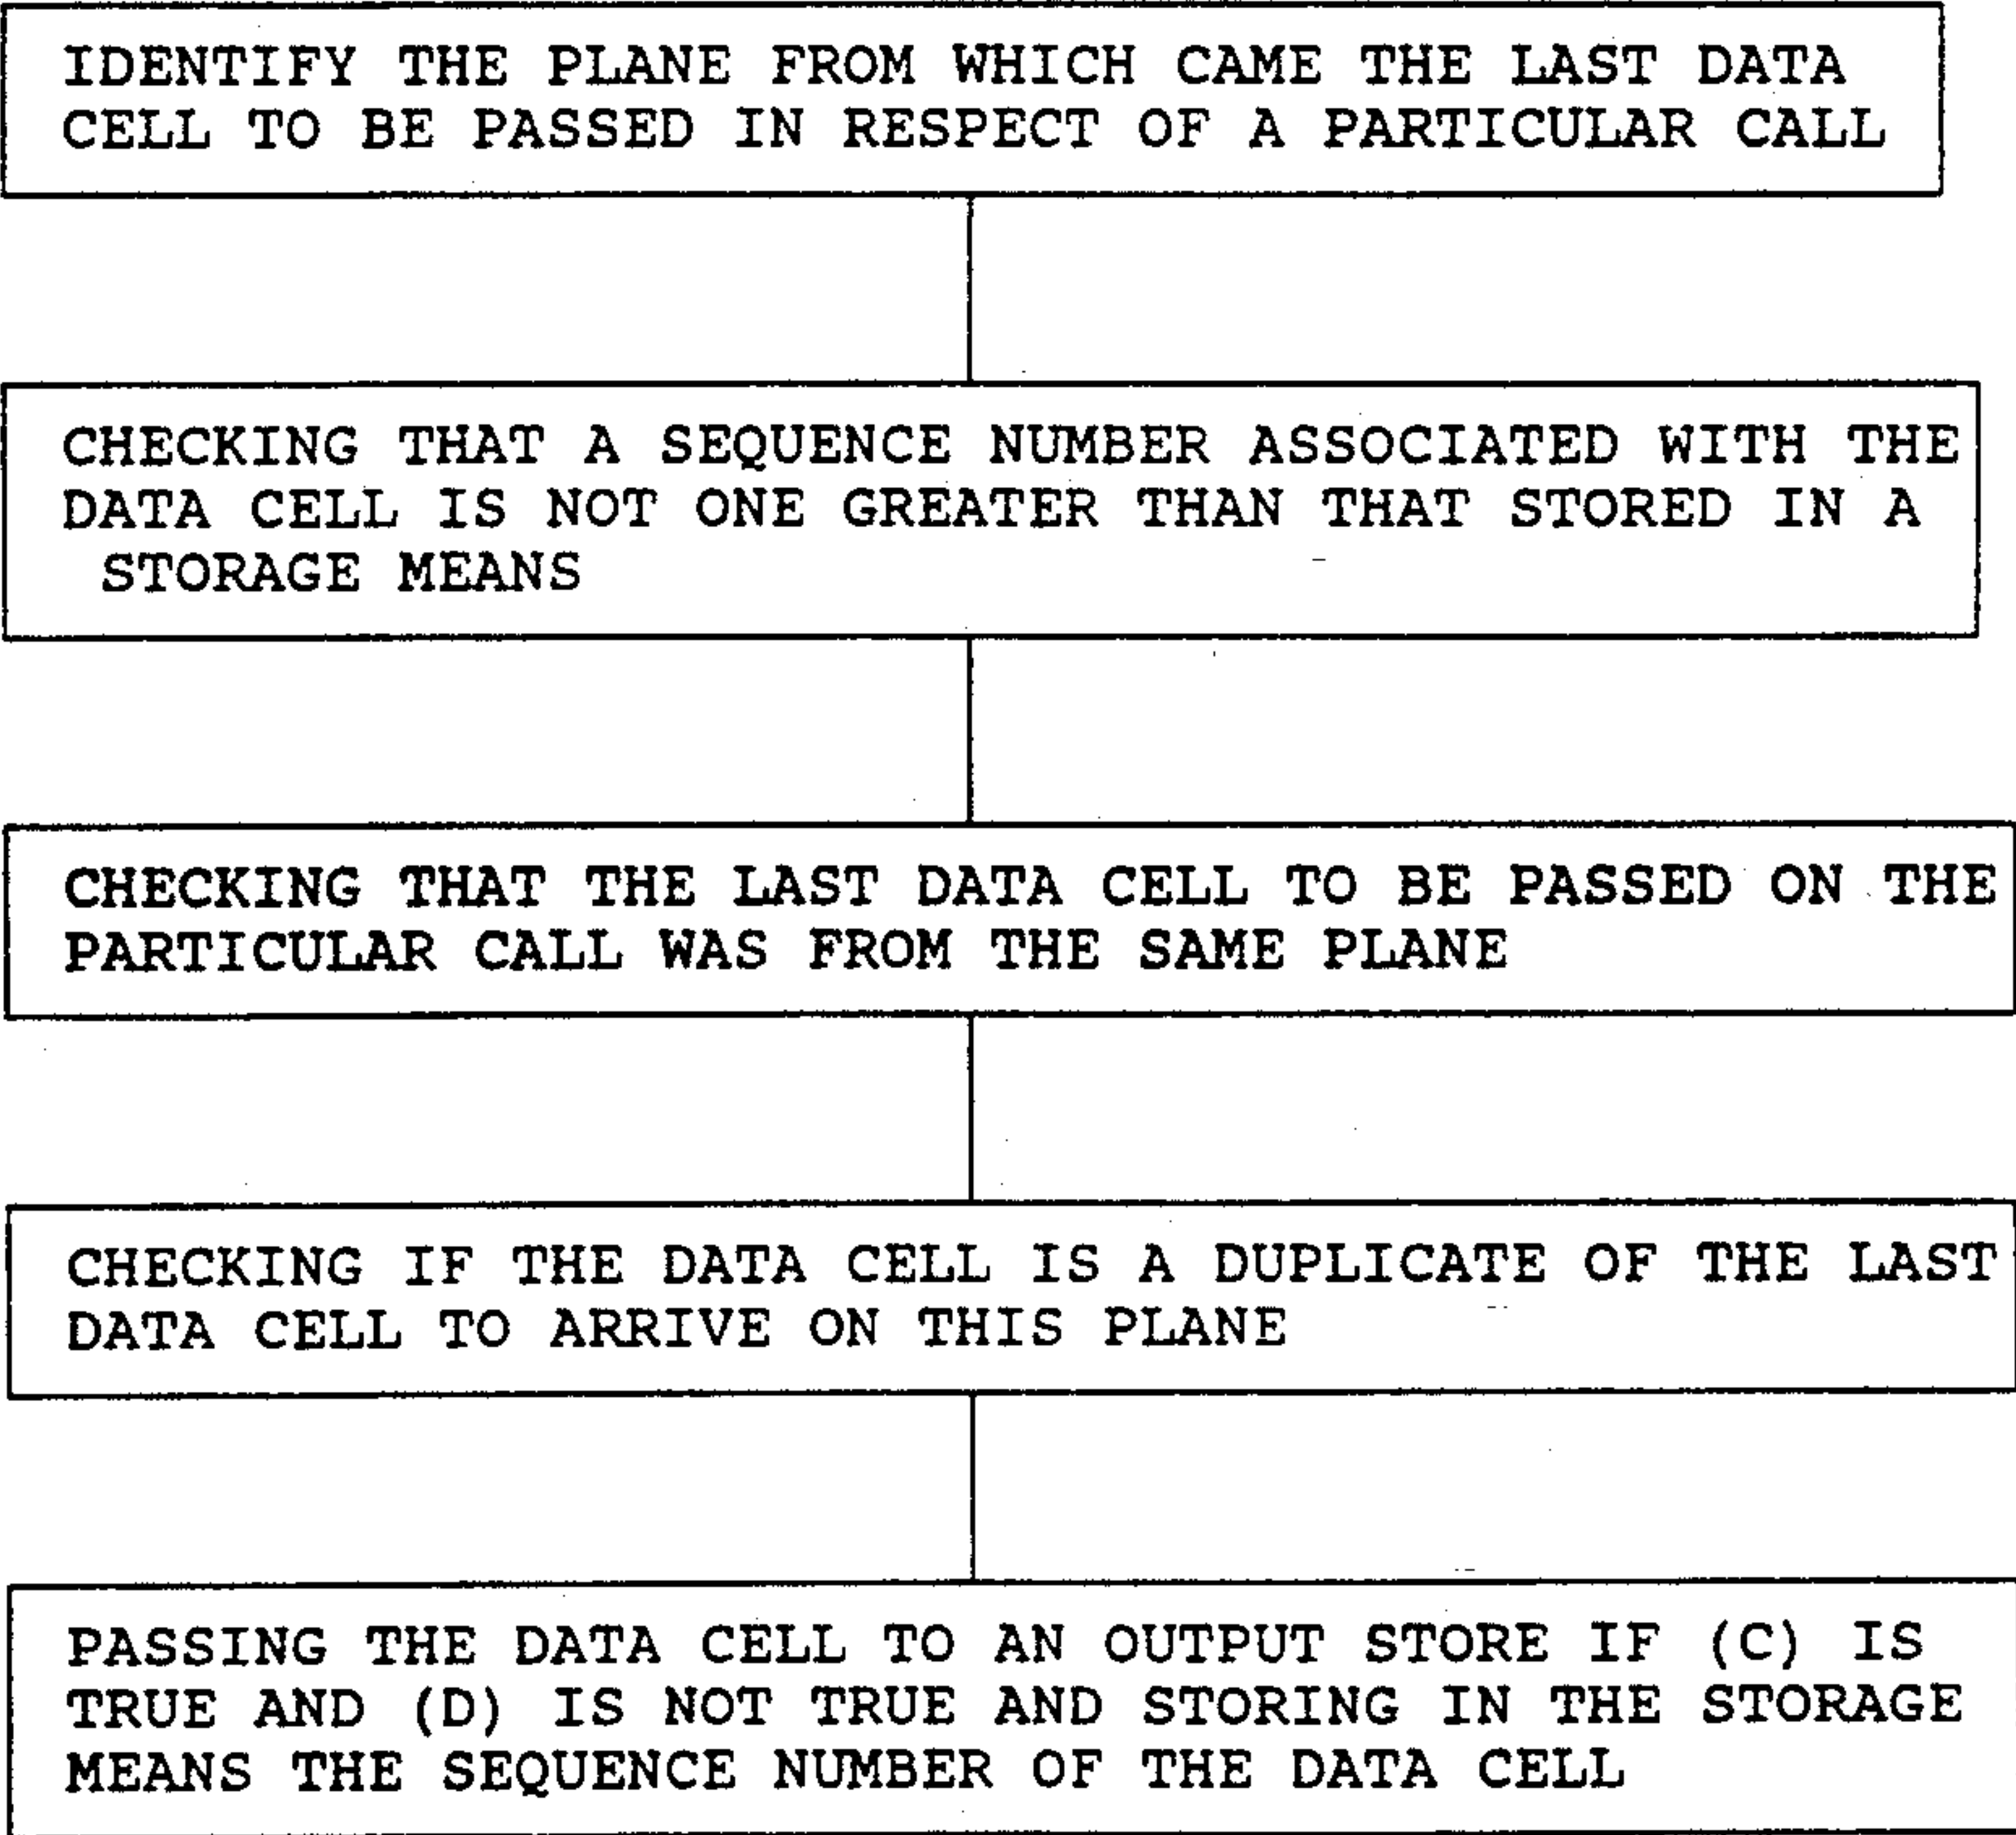 IDENTIFY THE PLANE FROM WHICH CAME THE LAST DATA
CELL TO BE PASSED IN RESPECT OF A PARTICULAR CALL
CHECKING THAT A SEQUENCE NUMBER ASSOCIATED WITH THE
DATA CELL IS NOT ONE GREATER THAN THAT STORED IN A
STORAGE MEANS
CHECKING THAT THE LAST DATA CELL TO BE PASSED ON THE
PARTICULAR CALL WAS FROM THE SAME PLANE
CHECKING IF THE DATA CELL IS A DUPLICATE OF THE LAST
DATA CELL TO ARRIVE ON THIS PLANE
PASSING THE DATA CELL TO AN OUTPUT STORE IF (C) IS
TRUE AND (D) IS NOT TRUE AND STORING IN THE STORAGE
MEANS THE SEQUENCE NUMBER OF THE DATA CELL